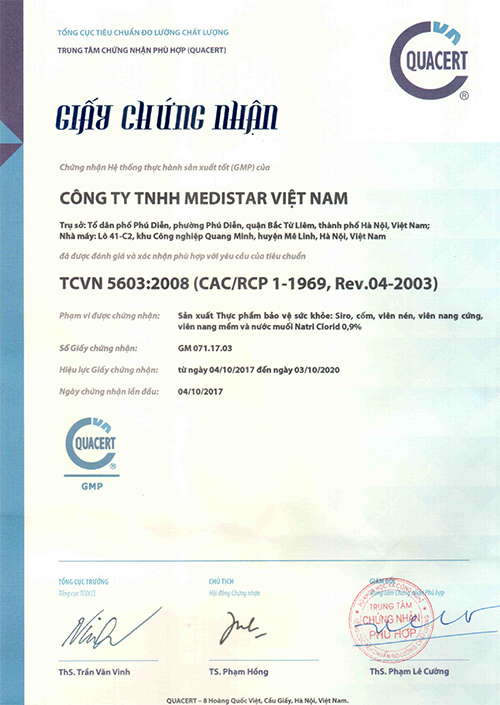 TỔNG CỤC TIÊU CHUẨN ĐO LƯỜNG CHẤT LƯỢNG
TRUNG TÂM CHỨNG NHẬN PHÙ HỢP (QUACERT)
VN
QUACERT
®
GIẤY CHỨNG NHẬN
Chứng nhận Hệ thống thực hành sản xuất tốt (GMP) của
CÔNG TY TNHH MEDISTAR VIỆT NAM
Trụ sở: Tổ dân phố Phú Diễn, phường Phú Diễn, quận Bắc Từ Liêm, thành phố Hà Nội, Việt Nam;
Nhà máy: Lô 41-C2, khu Công nghiệp Quang Minh, huyện Mê Linh, Hà Nội, Việt Nam
đã được đánh giá và xác nhận phù hợp với yêu cầu của tiêu chuẩn
TCVN 5603:2008 (CAC/RCP 1-1969, Rev.04-2003)
Phạm vi được chứng nhận: Sản xuất Thực phẩm bảo vệ sức khỏe: Siro, cốm, viên nén, viên nang cứng,
viên nang mềm và nước muối Natri Clorid 0,9%
Số Giấy chứng nhận: GM 071.17.03
Hiệu lực Giấy chứng nhận: từ ngày 04/10/2017 đến ngày 03/10/2020
Ngày chứng nhận lần đầu: 04/10/2017
VN
QUACERT
®
GMP
TỔNG CỤC TRƯỞNG CHỦ TỊCH GIÁM ĐỐC
Tổng cục TCĐLCL Hội đồng Chứng nhận Trung tâm Chứng nhận Phù hợp
TRUNG TÂM
CHỨNG NHẬN
PHÙ HỢP
ThS. Trần Văn Vinh TS. Phạm Hồng ThS. Phạm Lê Cường
QUACERT – 8 Hoàng Quốc Việt, Cầu Giấy, Hà Nội, Việt Nam.